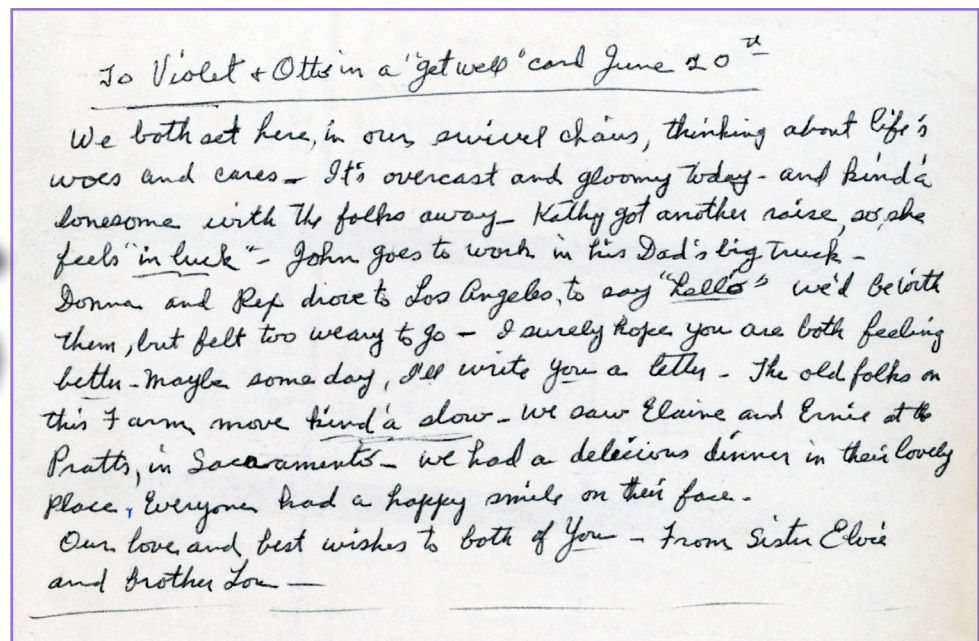 To Violet + Otto in a "get well" card June 20th
We both set here, in our swivel chairs, thinking about life's
woes and cares - It's overcast and gloomy today - and kind'a
lonesome with the folks away - Kathy got another raise, so, she
feels "in luck" - John goes to work in his Dad's big truck -
Donna and Rex drove to Los Angeles, to say "hello" we'd be with
them, but felt too weary to go - I surely hope you are both feeling
better - maybe some day, I'll write you a letter - The old folks on
this Farm, move kind'a slow - we saw Elaine and Ernie at the
Pratts, in Sacaramento - we had a delicious dinner in their lovely
place, Everyone had a happy smile on their face -
Our love and best wishes to both of You - From Sister Elvie
and Brother Lou -